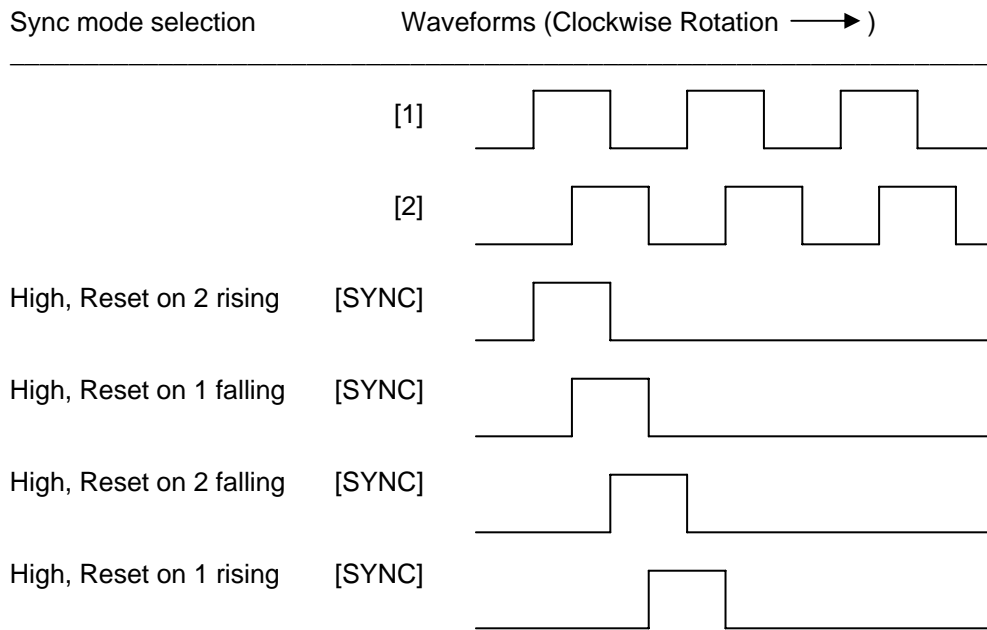 Sync mode selection Waveforms (Clockwise Rotation ⟶ )
[1]
[2]
High, Reset on 2 rising [SYNC]
High, Reset on 1 falling [SYNC]
High, Reset on 2 falling [SYNC]
High, Reset on 1 rising [SYNC]